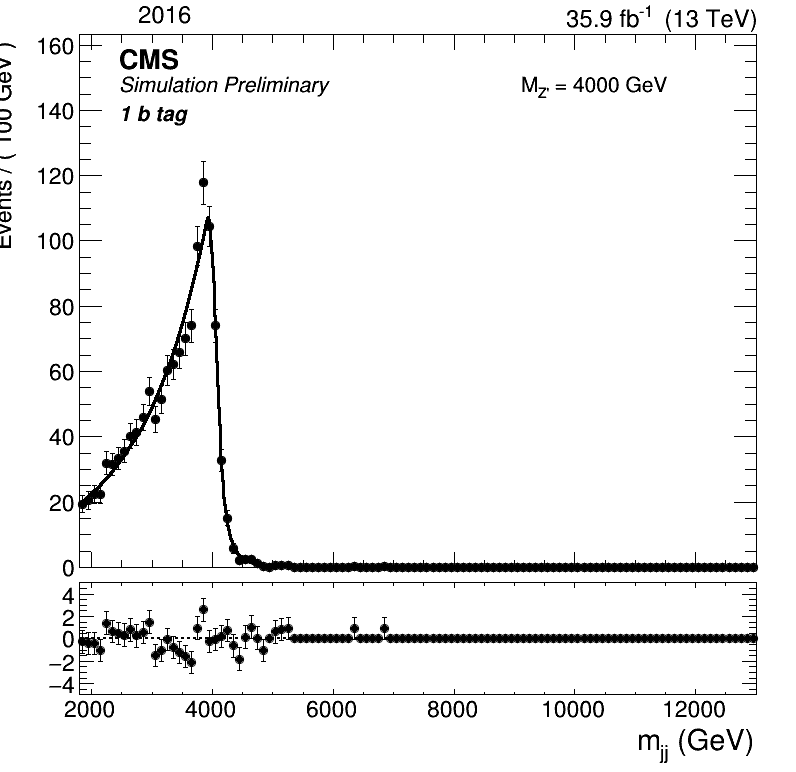 2016 35.9 fb⁻¹ (13 TeV)
CMS
Simulation Preliminary
1 b tag
M_Z' = 4000 GeV
Events / ( 100 GeV )
160
140
120
100
80
60
40
20
0
4
2
0
−2
−4
2000 4000 6000 8000 10000 12000
m_jj (GeV)